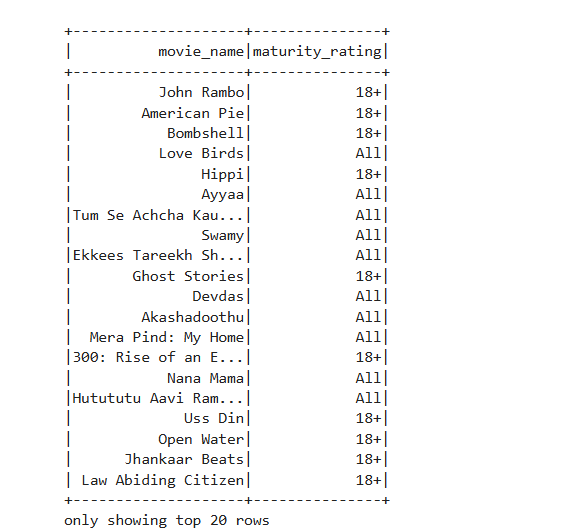 +--------------------+---------------+
|          movie_name|maturity_rating|
+--------------------+---------------+
|          John Rambo|            18+|
|        American Pie|            18+|
|           Bombshell|            18+|
|          Love Birds|            All|
|               Hippi|            18+|
|               Ayyaa|            All|
|Tum Se Achcha Kau...|            All|
|               Swamy|            All|
|Ekkees Tareekh Sh...|            All|
|       Ghost Stories|            18+|
|              Devdas|            All|
|        Akashadoothu|            All|
|  Mera Pind: My Home|            All|
|300: Rise of an E...|            18+|
|           Nana Mama|            All|
|Hutututu Aavi Ram...|            All|
|             Uss Din|            18+|
|          Open Water|            18+|
|      Jhankaar Beats|            18+|
| Law Abiding Citizen|            18+|
+--------------------+---------------+
only showing top 20 rows